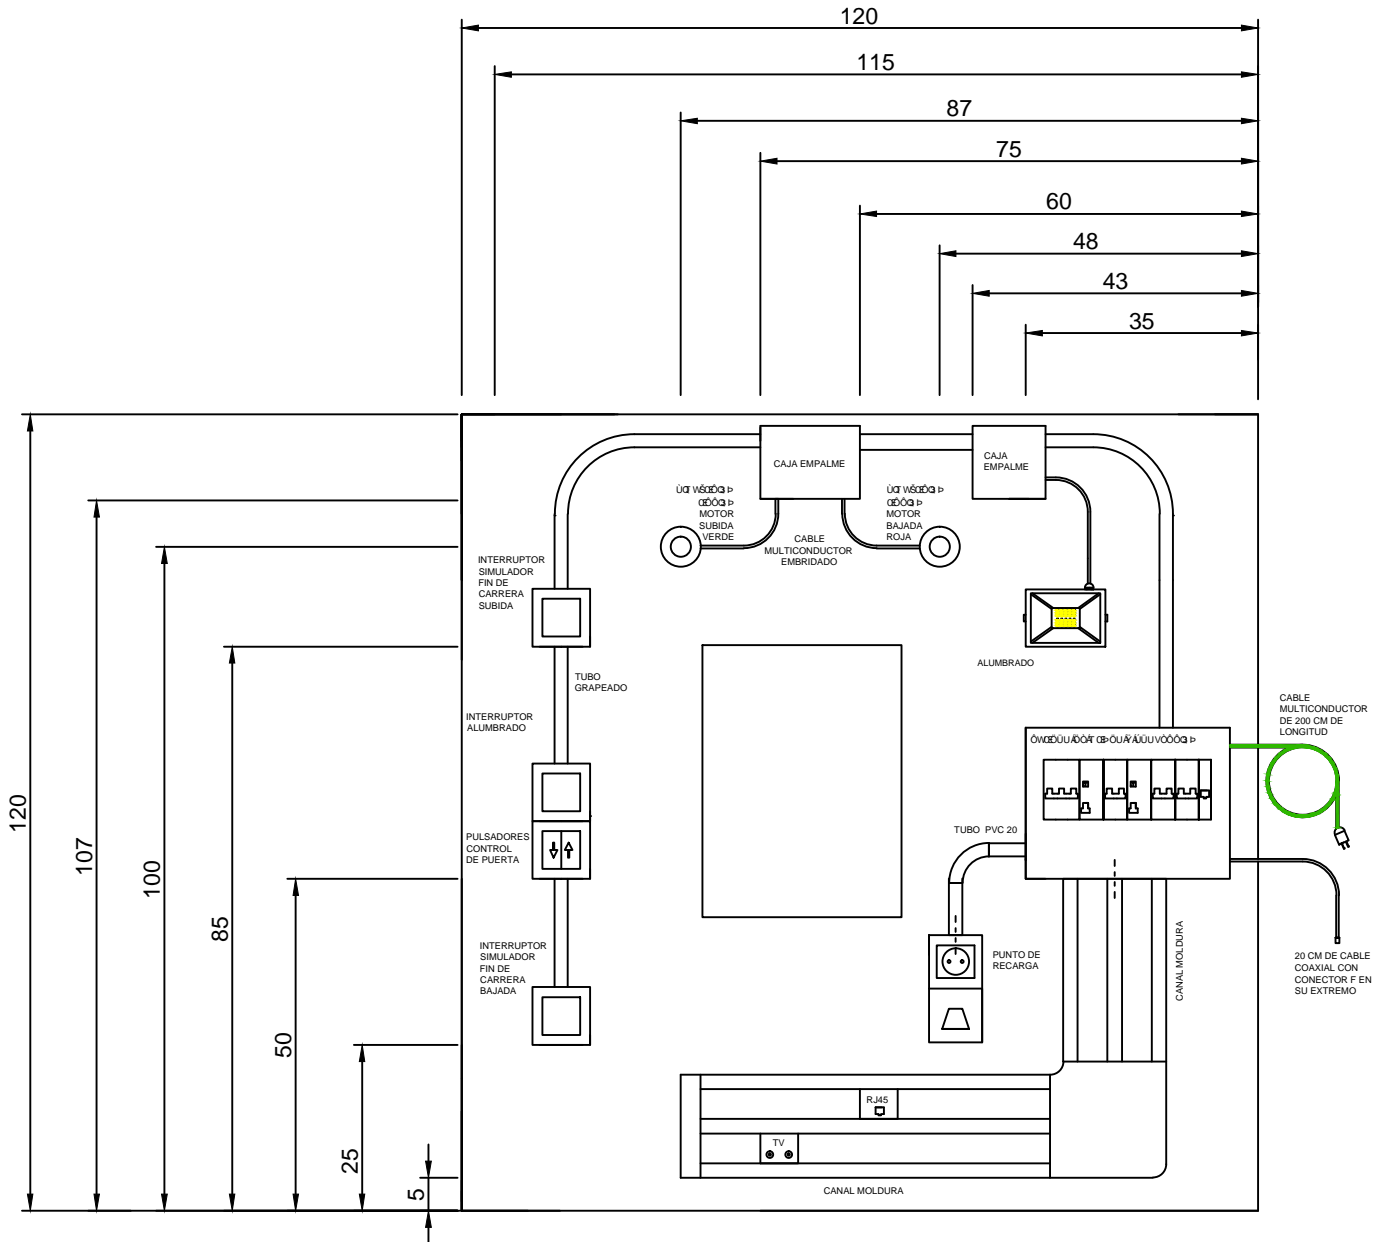 120
115
87
75
60
48
43
35
CAJA EMPALME
CAJA
EMPALME
MOTOR
SUBIDA
VERDE
MOTOR
BAJADA
ROJA
CABLE
MULTICONDUCTOR
EMBRIDADO
INTERRUPTOR
SIMULADOR
FIN DE
CARRERA
SUBIDA
TUBO
GRAPEADO
ALUMBRADO
INTERRUPTOR
ALUMBRADO
CABLE
MULTICONDUCTOR
DE 200 CM DE
LONGITUD
PULSADORES
CONTROL
DE PUERTA
TUBO PVC 20
INTERRUPTOR
SIMULADOR
FIN DE
CARRERA
BAJADA
PUNTO DE
RECARGA
CANAL MOLDURA
20 CM DE CABLE
COAXIAL CON
CONECTOR F EN
SU EXTREMO
RJ45
TV
CANAL MOLDURA
120
107
100
85
50
25
5